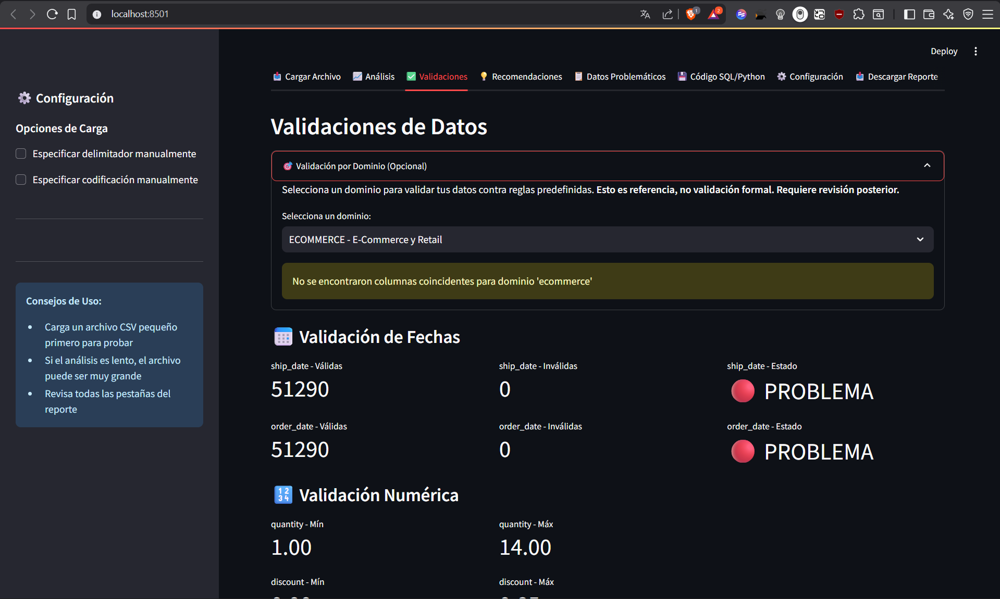 localhost:8501
1
2
Deploy
Cargar Archivo
Análisis
Validaciones
Recomendaciones
Datos Problemáticos
Código SQL/Python
Configuración
Descargar Reporte
Configuración
Opciones de Carga
Especificar delimitador manualmente
Especificar codificación manualmente
Consejos de Uso:
Carga un archivo CSV pequeño
primero para probar
Si el análisis es lento, el archivo
puede ser muy grande
Revisa todas las pestañas del
reporte
Validaciones de Datos
Validación por Dominio (Opcional)
Selecciona un dominio para validar tus datos contra reglas predefinidas. Esto es referencia, no validación formal. Requiere revisión posterior.
Selecciona un dominio:
ECOMMERCE - E-Commerce y Retail
No se encontraron columnas coincidentes para dominio 'ecommerce'
Validación de Fechas
ship_date - Válidas
ship_date - Inválidas
ship_date - Estado
51290
0
PROBLEMA
order_date - Válidas
order_date - Inválidas
order_date - Estado
51290
0
PROBLEMA
Validación Numérica
quantity - Mín
quantity - Máx
1.00
14.00
discount - Mín
discount - Máx